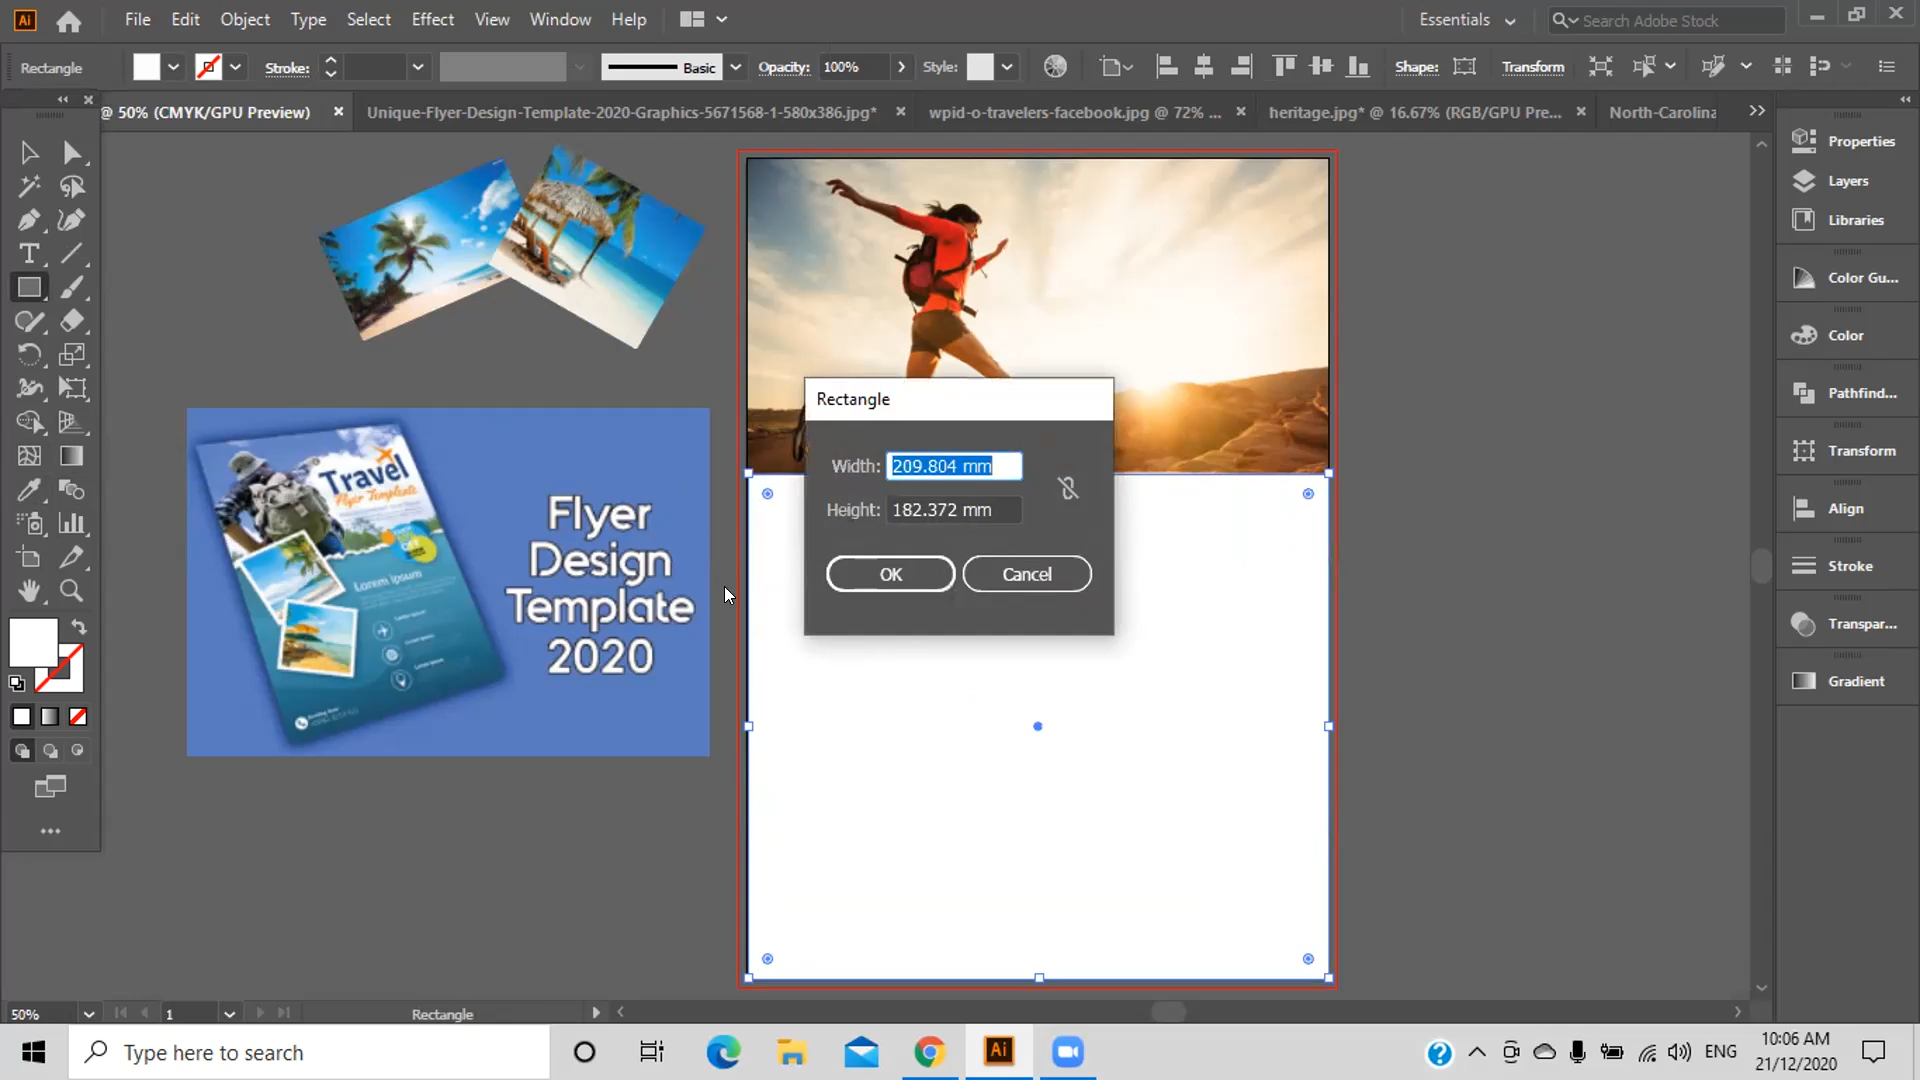 Ai File Edit Object Type Select Effect View Window Help Essentials Search Adobe Stock
Rectangle Stroke: Basic Opacity: 100% Style: Shape: Transform
@ 50% (CMYK/GPU Preview) Unique-Flyer-Design-Template-2020-Graphics-5671568-1-580x386.jpg* wpid-o-travelers-facebook.jpg @ 72% ... heritage.jpg* @ 16.67% (RGB/GPU Pre... North-Carolina
Properties
Layers
Libraries
Color Gu...
Color
Pathfind...
Transform
Align
Stroke
Transpar...
Gradient
Rectangle
Width: 209.804 mm
Height: 182.372 mm
OK Cancel
Travel
Flyer Template
Lorem Ipsum
Flyer
Design
Template
2020
50% 1 Rectangle
Type here to search
Ai
ENG
10:06 AM
21/12/2020